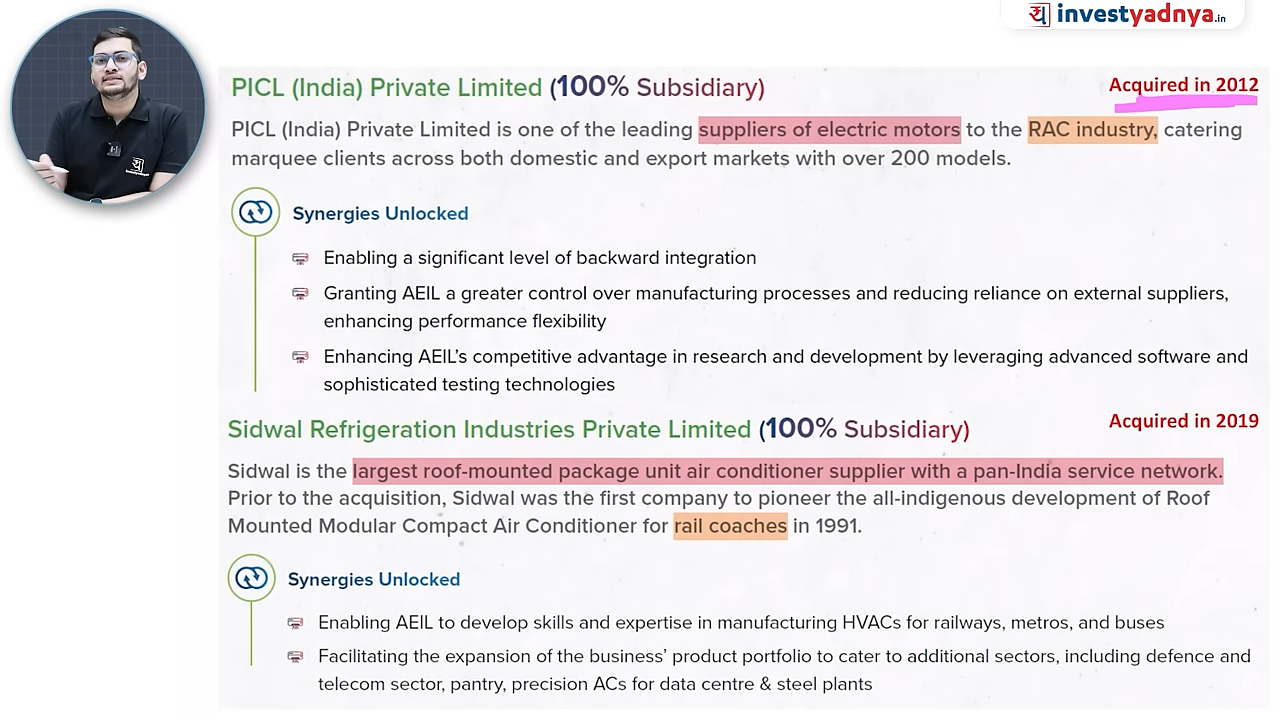 investyadnya.in
PICL (India) Private Limited (100% Subsidiary)
Acquired in 2012
PICL (India) Private Limited is one of the leading suppliers of electric motors to the RAC industry, catering
marquee clients across both domestic and export markets with over 200 models.
Synergies Unlocked
Enabling a significant level of backward integration
Granting AEIL a greater control over manufacturing processes and reducing reliance on external suppliers,
enhancing performance flexibility
Enhancing AEIL's competitive advantage in research and development by leveraging advanced software and
sophisticated testing technologies
Sidwal Refrigeration Industries Private Limited (100% Subsidiary)
Acquired in 2019
Sidwal is the largest roof-mounted package unit air conditioner supplier with a pan-India service network.
Prior to the acquisition, Sidwal was the first company to pioneer the all-indigenous development of Roof
Mounted Modular Compact Air Conditioner for rail coaches in 1991.
Synergies Unlocked
Enabling AEIL to develop skills and expertise in manufacturing HVACs for railways, metros, and buses
Facilitating the expansion of the business' product portfolio to cater to additional sectors, including defence and
telecom sector, pantry, precision ACs for data centre & steel plants